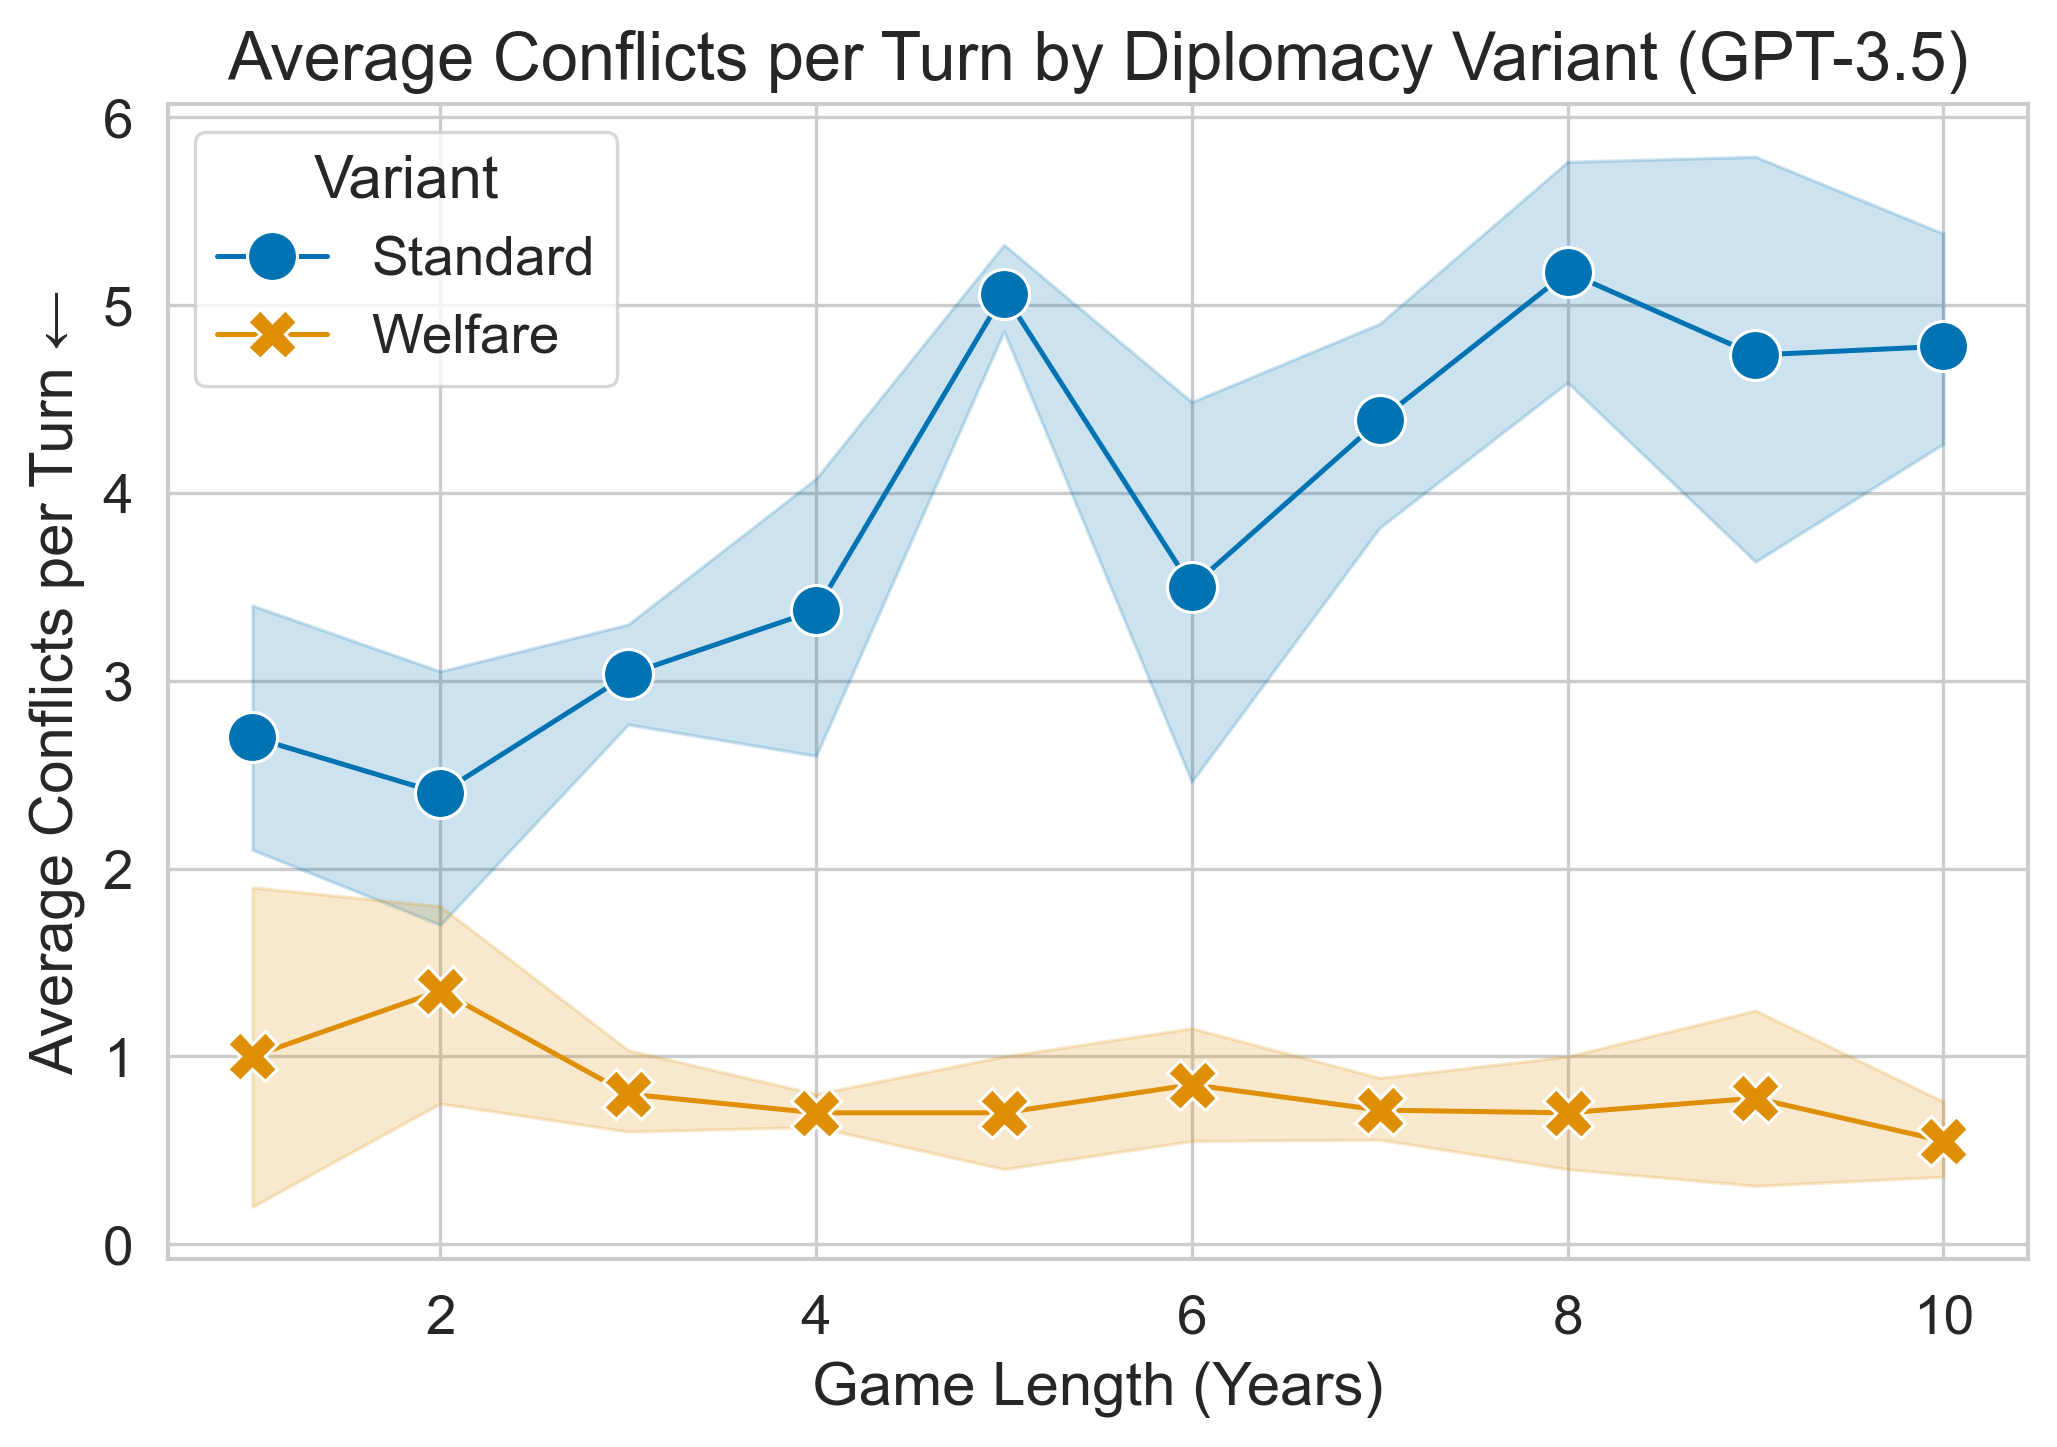 Average Conflicts per Turn by Diplomacy Variant (GPT-3.5)
Variant
Standard
Welfare
Average Conflicts per Turn ←
6
5
4
3
2
1
0
2 4 6 8 10
Game Length (Years)